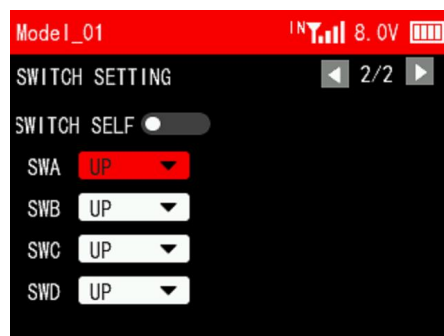 Model_01 IN 8.0V
SWITCH SETTING 2/2
SWITCH SELF
SWA UP
SWB UP
SWC UP
SWD UP